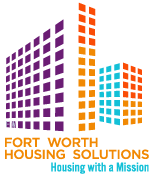 FORT WORTH
HOUSING SOLUTIONS
Housing with a Mission